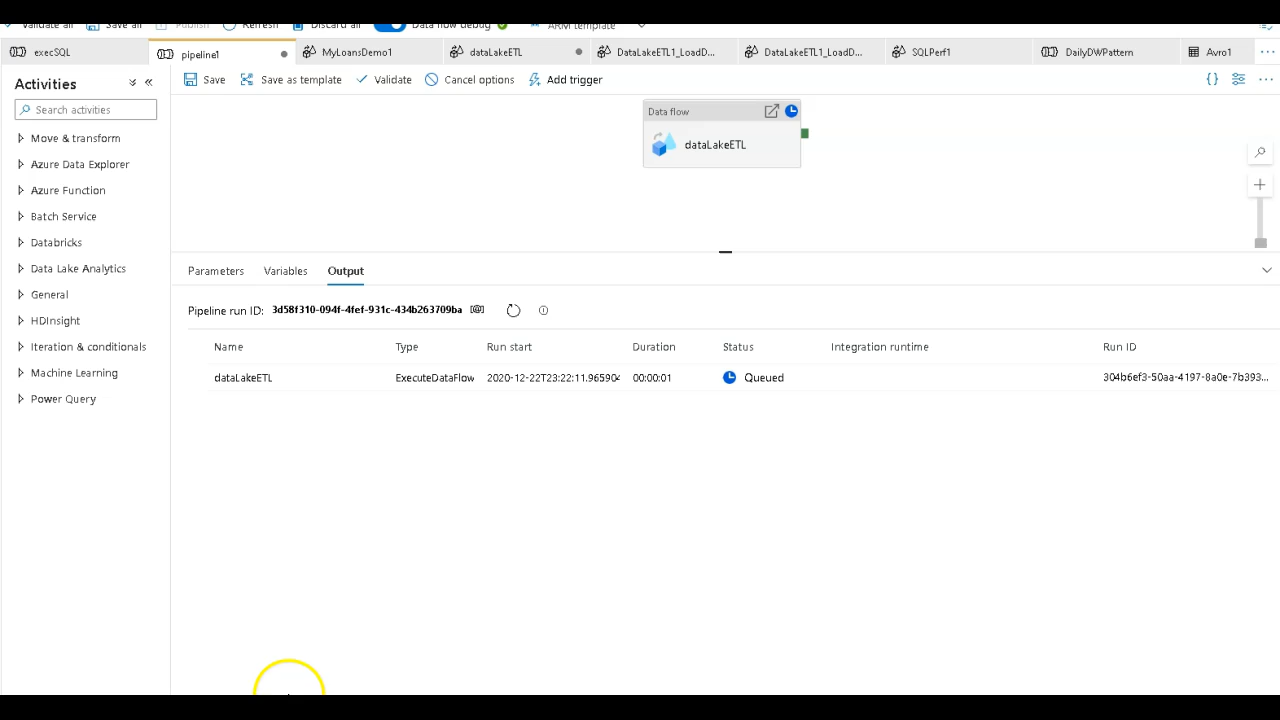 Validate all Save all Publish Refresh Discard all Data flow debug ARM template
execSQL pipeline1 MyLoansDemo1 dataLakeETL DataLakeETL1_LoadD... DataLakeETL1_LoadD... SQLPerf1 DailyDWPattern Avro1
Activities
Save Save as template Validate Cancel options Add trigger
Search activities
Data flow
dataLakeETL
Move & transform
Azure Data Explorer
Azure Function
Batch Service
Databricks
Data Lake Analytics
General
HDInsight
Iteration & conditionals
Machine Learning
Power Query
Parameters Variables Output
Pipeline run ID: 3d58f310-094f-4fef-931c-434b263709ba
Name Type Run start Duration Status Integration runtime Run ID
dataLakeETL ExecuteDataFlow 2020-12-22T23:22:11.965904 00:00:01 Queued 304b6ef3-50aa-4197-8a0e-7b393...